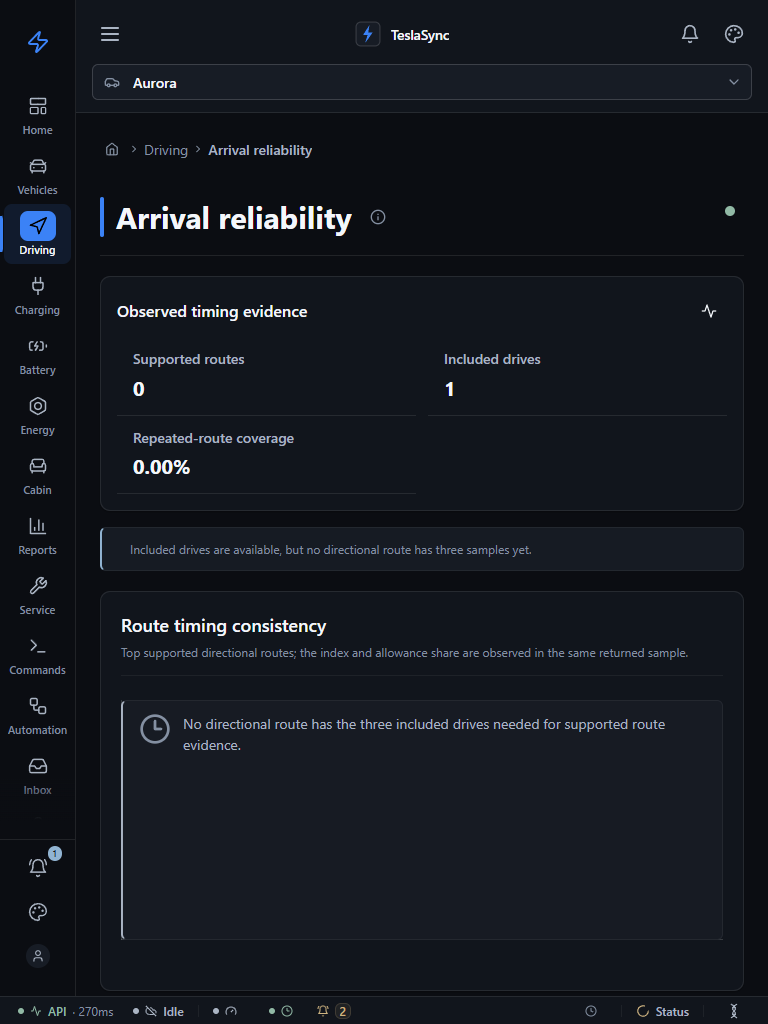 TeslaSync
Aurora
Home
Vehicles
Driving
Charging
Battery
Energy
Cabin
Reports
Service
Commands
Automation
Inbox
1
Driving
Arrival reliability
Arrival reliability
Observed timing evidence
Supported routes
0
Included drives
1
Repeated-route coverage
0.00%
Included drives are available, but no directional route has three samples yet.
Route timing consistency
Top supported directional routes; the index and allowance share are observed in the same returned sample.
No directional route has the three included drives needed for supported route
evidence.
API · 270ms
Idle
2
Status